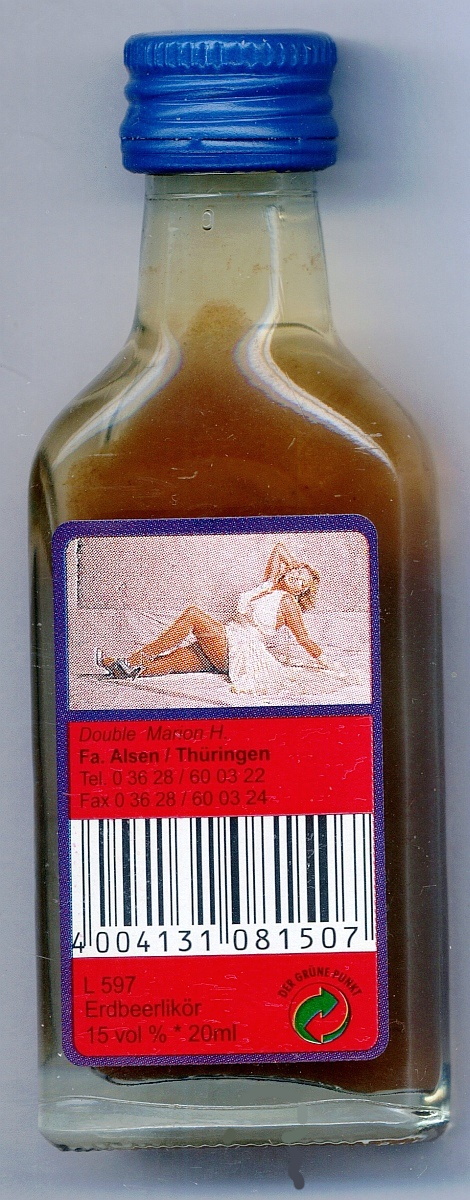 Double Marion H.
Fa. Alsen / Thüringen
Tel. 0 36 28 / 60 03 22
Fax 0 36 28 / 60 03 24
4 004131 081507
L 597
Erdbeerlikör
15 vol % * 20ml
DER GRÜNE PUNKT